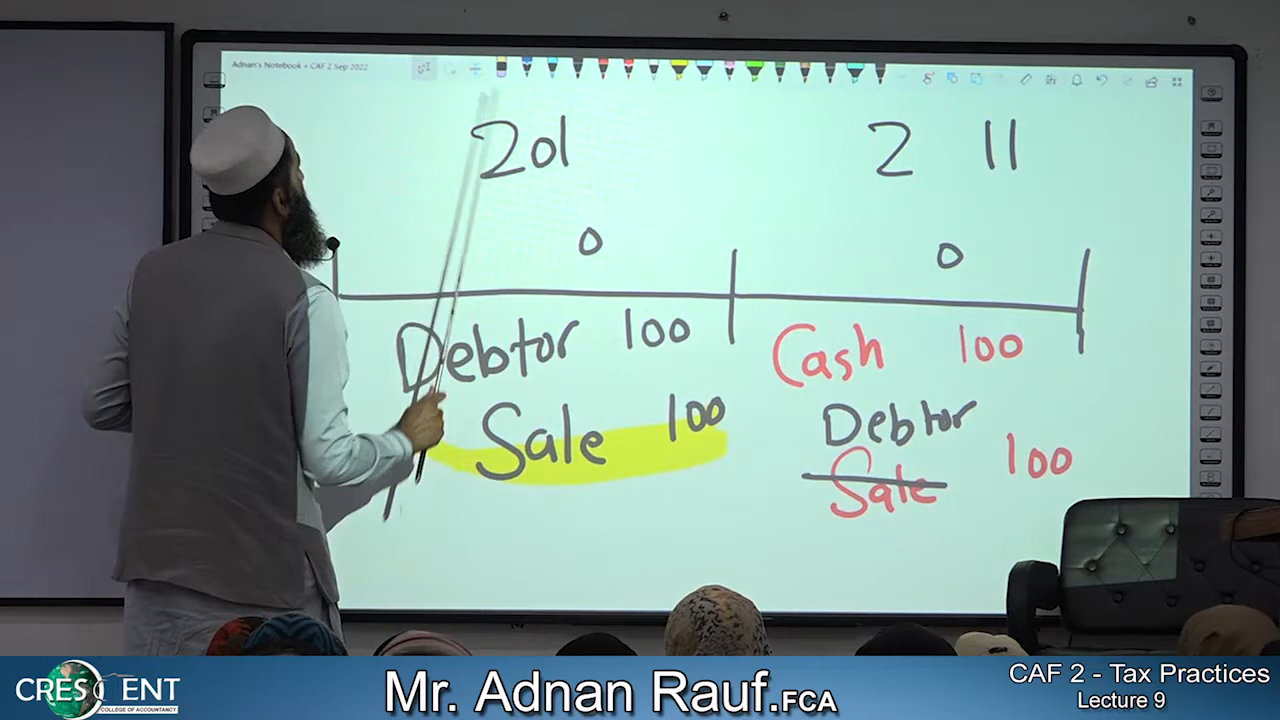 Adnan's Notebook • CAF 2 Sep 2022
201 2 11
0 0
Debtor 100 Cash 100
Sale 100 Debtor
Sale 100
CRESCENT
COLLEGE OF ACCOUNTANCY
Mr. Adnan Rauf.FCA
CAF 2 - Tax Practices
Lecture 9